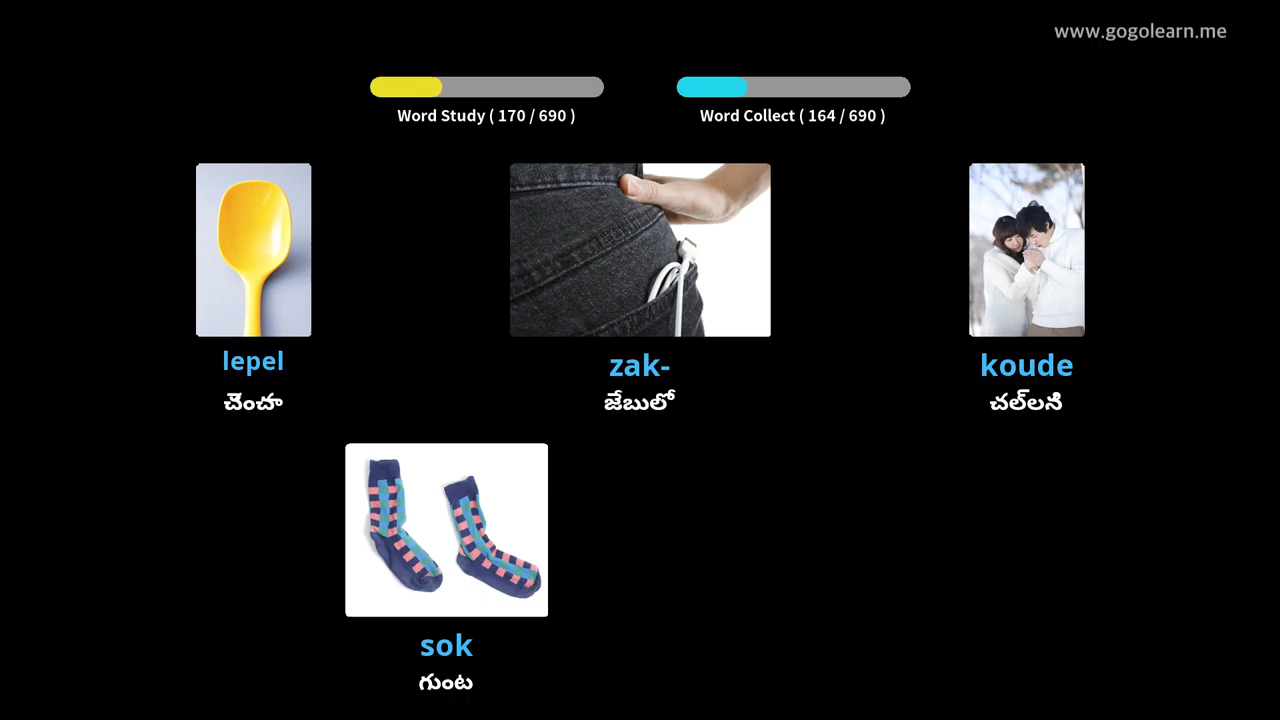 www.gogolearn.me
Word Study ( 170 / 690 )
Word Collect ( 164 / 690 )
lepel
zak-
koude
చెంచా
జేబులో
చల్లని
sok
గుంట